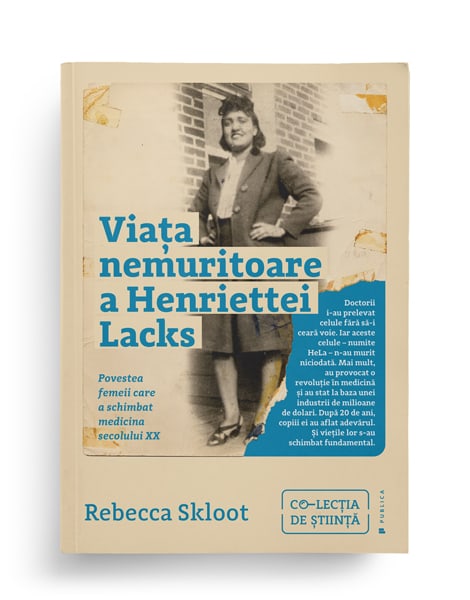 Viața
nemuritoare
a Henriettei
Lacks
Povestea
femeii care
a schimbat
medicina
secolului XX
Doctorii
i-au prelevat
celule fără să-i
ceară voie. Iar aceste
celule – numite
HeLa – n-au murit
niciodată. Mai mult,
au provocat o
revoluție în medicină
și au stat la baza unei
industrii de milioane
de dolari. După 20 de ani,
copiii ei au aflat adevărul.
Și viețile lor s-au
schimbat fundamental.
Rebecca Skloot
CO-LECȚIA
DE ȘTIINȚĂ
PUBLICA